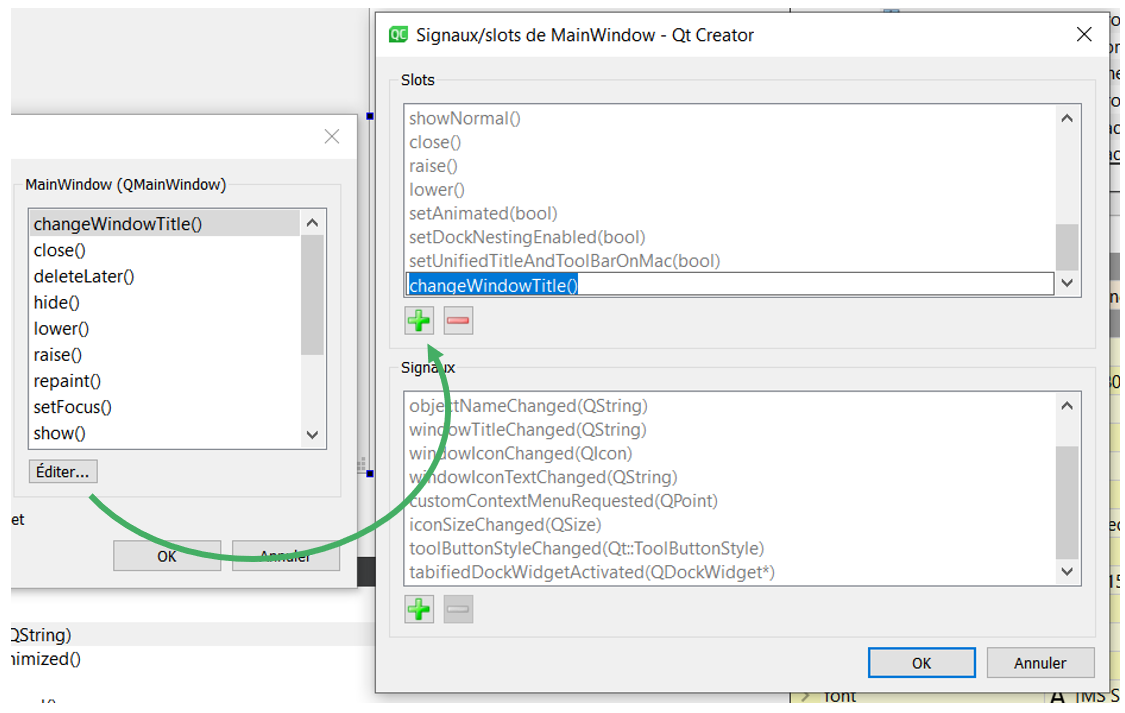 MainWindow (QMainWindow)
changeWindowTitle()
close()
deleteLater()
hide()
lower()
raise()
repaint()
setFocus()
show()
Éditer...
et
OK
Annuler
QString)
nimized()
QC Signaux/slots de MainWindow - Qt Creator
Slots
showNormal()
close()
raise()
lower()
setAnimated(bool)
setDockNestingEnabled(bool)
setUnifiedTitleAndToolBarOnMac(bool)
changeWindowTitle()
Signaux
objectNameChanged(QString)
windowTitleChanged(QString)
windowIconChanged(QIcon)
windowIconTextChanged(QString)
customContextMenuRequested(QPoint)
iconSizeChanged(QSize)
toolButtonStyleChanged(Qt::ToolButtonStyle)
tabifiedDockWidgetActivated(QDockWidget*)
OK
Annuler
font
A [MS S